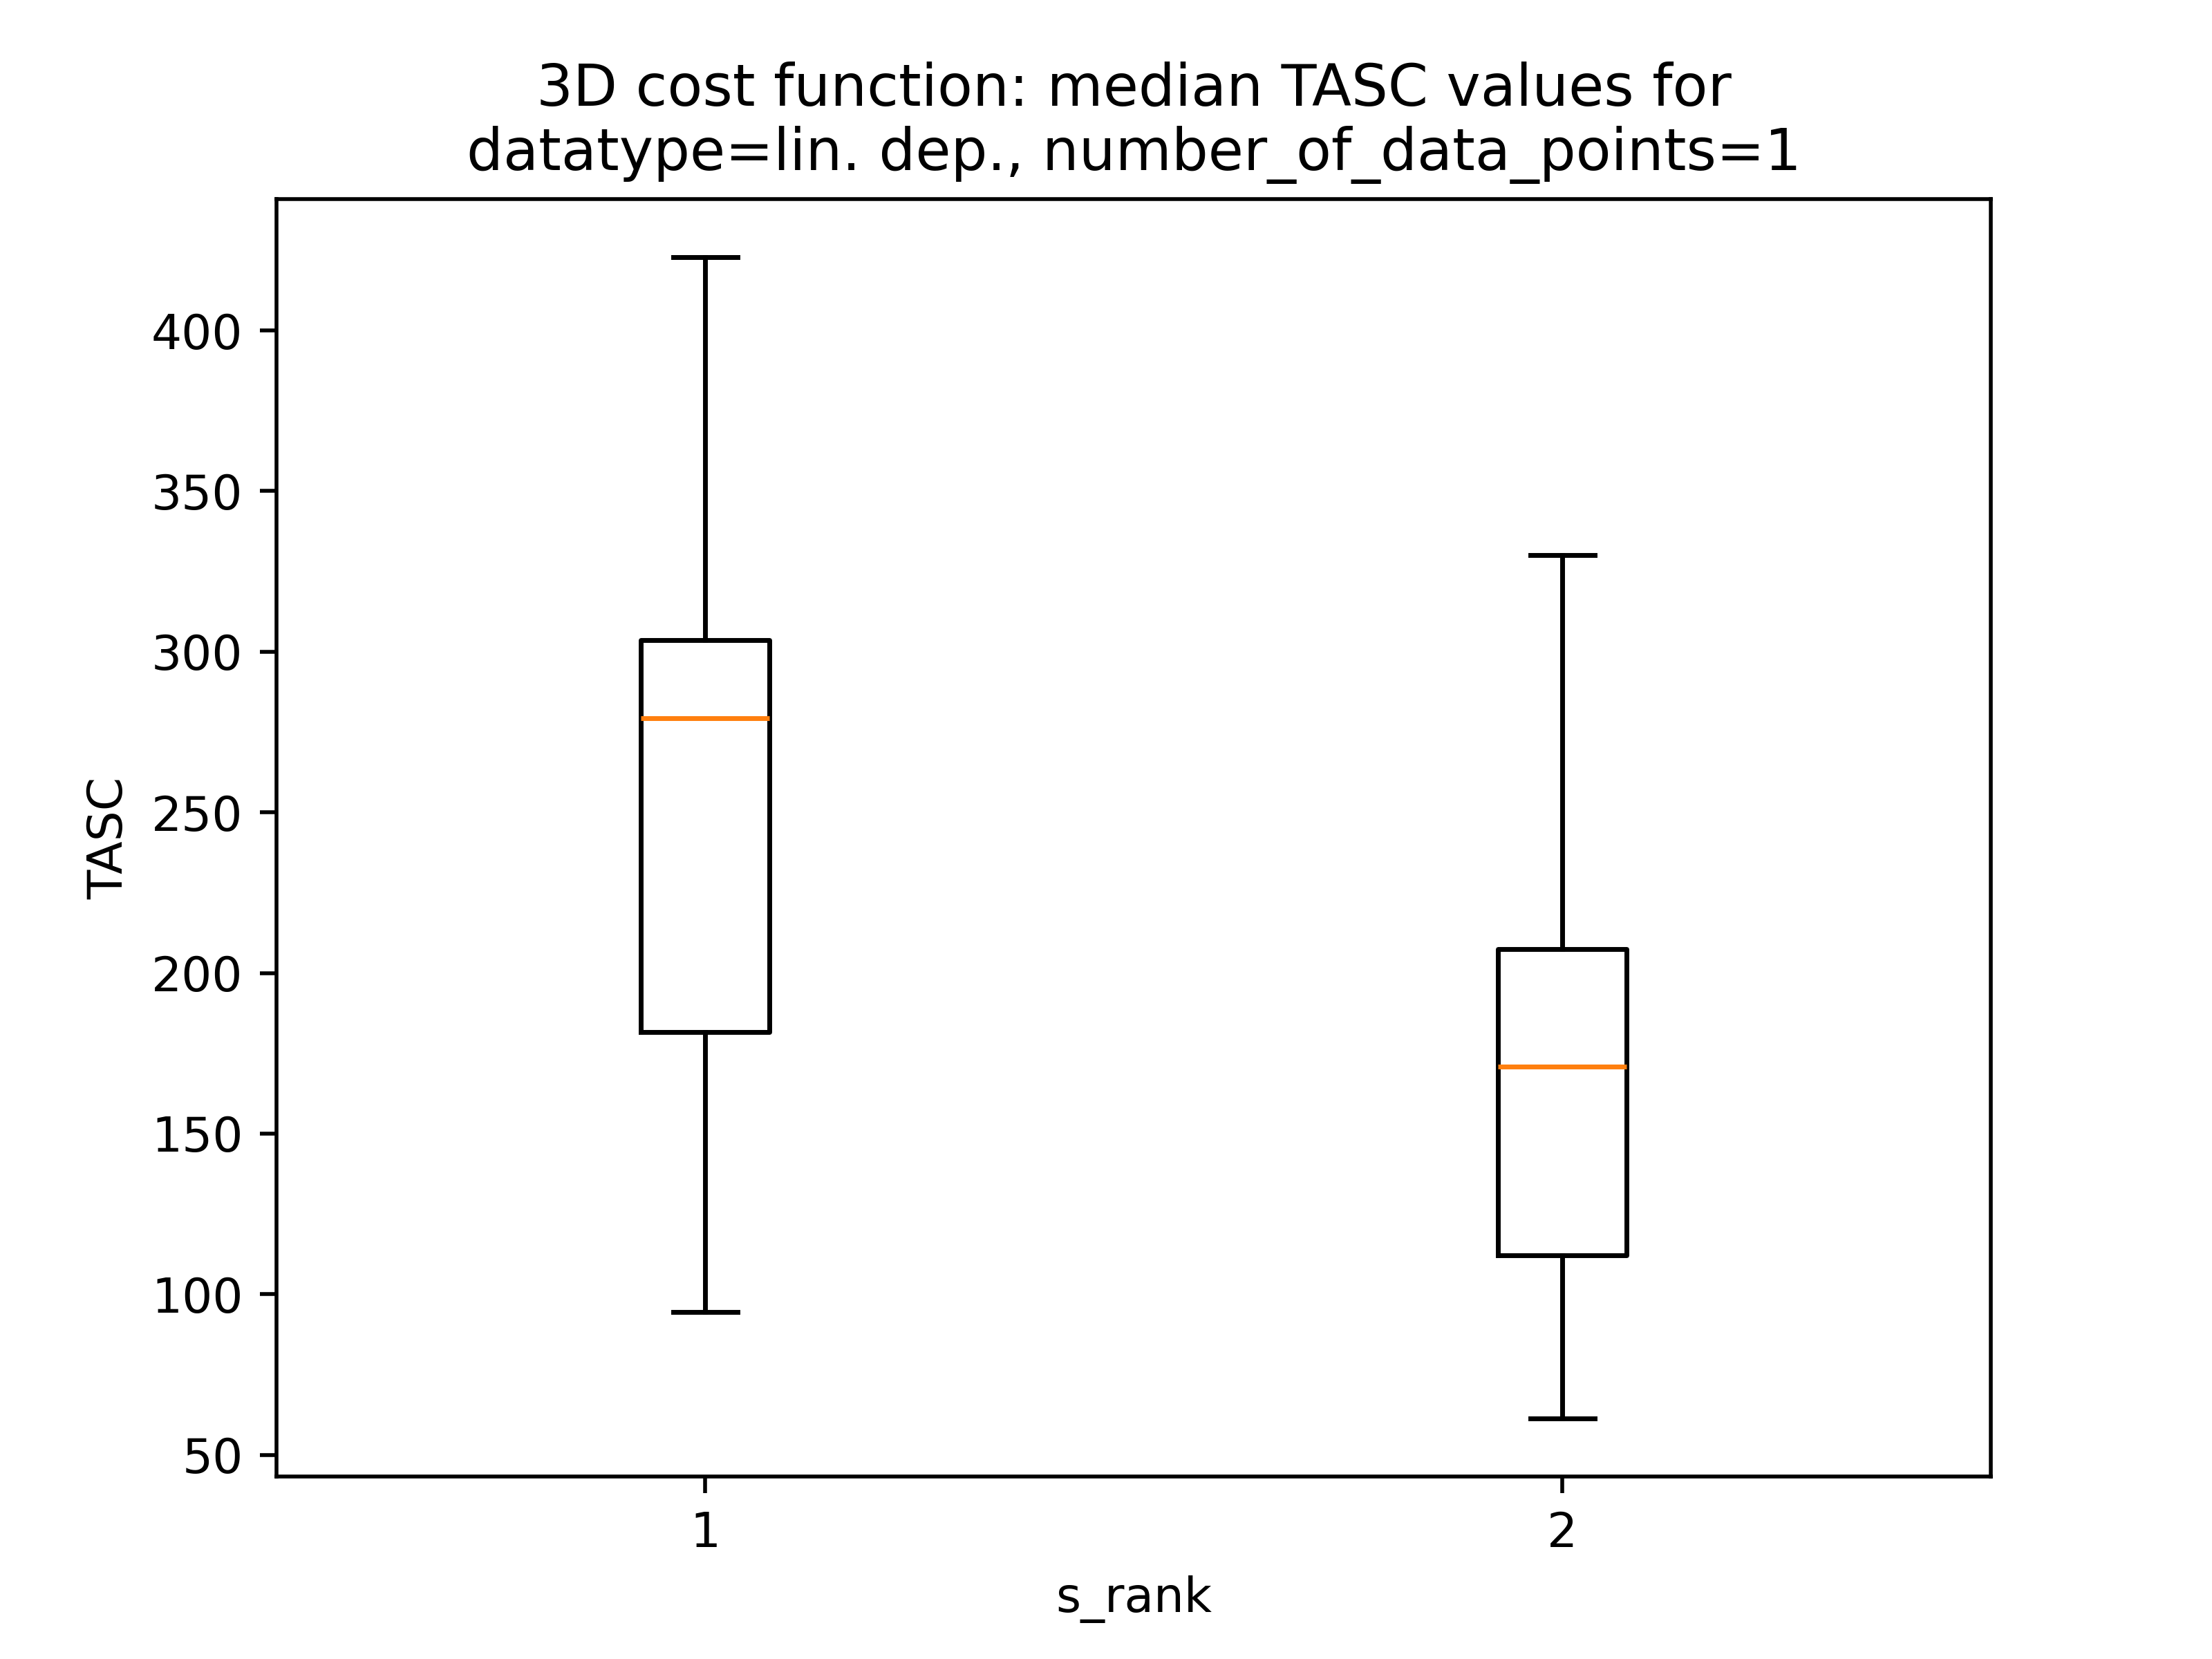 3D cost function: median TASC values for
datatype=lin. dep., number_of_data_points=1
400
350
300
250
200
150
100
50
TASC
1
2
s_rank